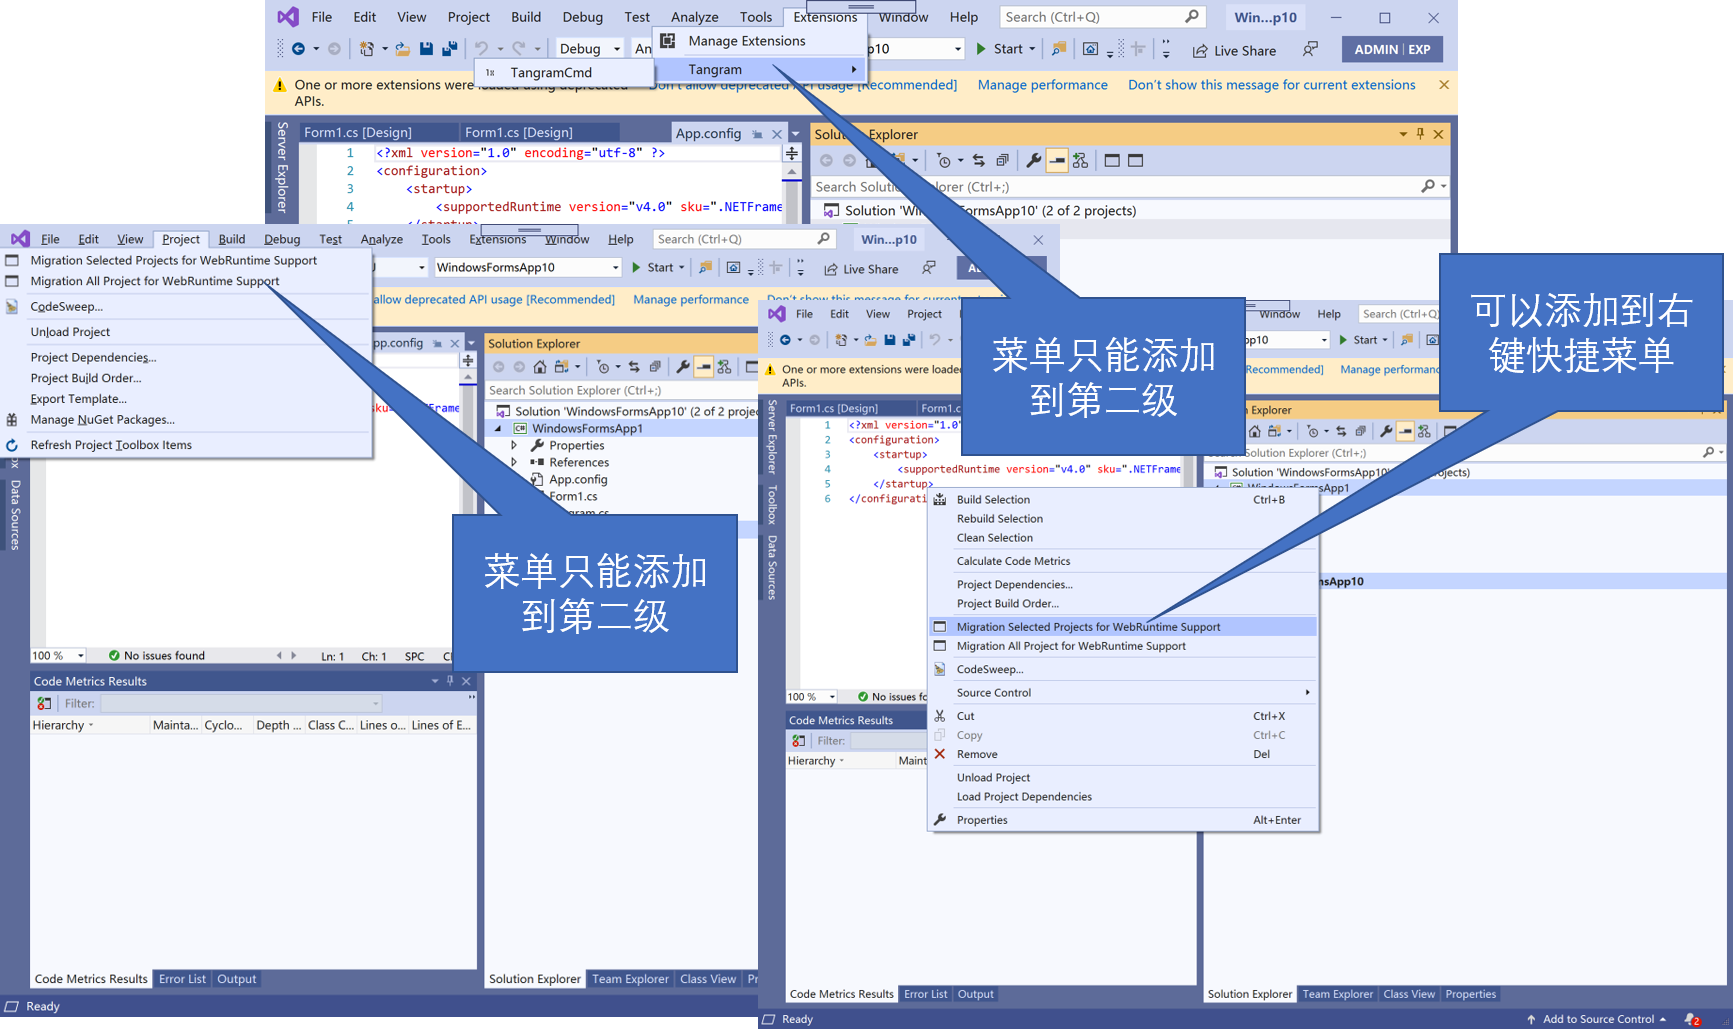 File Edit View Project Build Debug Test Analyze Tools Extensions Window Help Search (Ctrl+Q) Win...p10
Manage Extensions
Debug An p10 Start Live Share ADMIN EXP
TangramCmd Tangram
One or more extensions were loaded using deprecated
APIs.
Don't allow deprecated API usage [Recommended] Manage performance Don't show this message for current extensions
Server Explorer
Form1.cs [Design] Form1.cs [Design] App.config
1 <?xml version="1.0" encoding="utf-8" ?>
2 <configuration>
3 <startup>
4 <supportedRuntime version="v4.0" sku=".NETFrame
5 </startup>
Solution Explorer
Search Solution Explorer (Ctrl+;)
Solution 'WindowsFormsApp10' (2 of 2 projects)
File Edit View Project Build Debug Test Analyze Tools Extensions Window Help Search (Ctrl+Q) Win...p10
WindowsFormsApp10 Start Live Share
allow deprecated API usage [Recommended] Manage performance Don't show this message for current extensions
Migration Selected Projects for WebRuntime Support
Migration All Project for WebRuntime Support
CodeSweep...
Unload Project
Project Dependencies...
Project Build Order...
Export Template...
Manage NuGet Packages...
Refresh Project Toolbox Items
Data Sources
pp.config
sku=".NETFrame
Solution Explorer
Search Solution Explorer (Ctrl+;)
Solution 'WindowsFormsApp10' (2 of 2 projec
WindowsFormsApp1
Properties
References
App.config
Form1.cs
gram.cs
菜单只能添加
到第二级
100 % No issues found Ln: 1 Ch: 1 SPC
Code Metrics Results
Filter:
Hierarchy Mainta... Cyclo... Depth ... Class C... Lines o... Lines of E...
Code Metrics Results Error List Output
Solution Explorer Team Explorer Class View Pr
Ready
File Edit View Project Window Help Search (Ctrl+Q)
p10 Start
One or more extensions were loade
APIs.
Recommended] Manage performanc
菜单只能添加
到第二级
可以添加到右
键快捷菜单
Server Explorer
Toolbox
Data Sources
Form1.cs [Design] Form1.c
1 <?xml version="1.0"
2 <configuration>
3 <startup>
4 <supportedRuntime version="v4.0" sku=".NETFrame
5 </startup>
6 </configurati
Build Selection Ctrl+B
Rebuild Selection
Clean Selection
Calculate Code Metrics
Project Dependencies...
Project Build Order...
Migration Selected Projects for WebRuntime Support
Migration All Project for WebRuntime Support
CodeSweep...
Source Control
Cut Ctrl+X
Copy Ctrl+C
Remove Del
Unload Project
Load Project Dependencies
Properties Alt+Enter
n Explorer
Search Solution Explorer (Ctrl+;)
Solution 'WindowsFormsApp10' ojects)
WindowsFormsApp1
msApp10
100 % No issues fo
Code Metrics Results
Filter:
Hierarchy Maint
Code Metrics Results Error List Output
Solution Explorer Team Explorer Class View Properties
Ready Add to Source Control 2